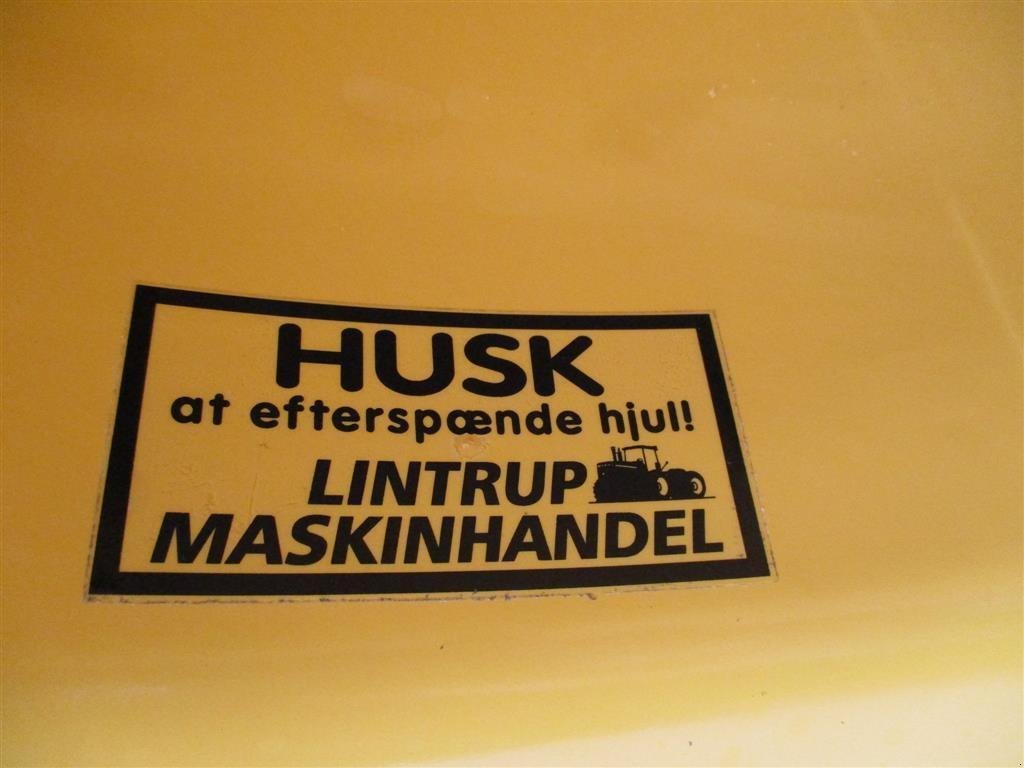 HUSK
at efterspænde hjul!
LINTRUP
MASKINHANDEL